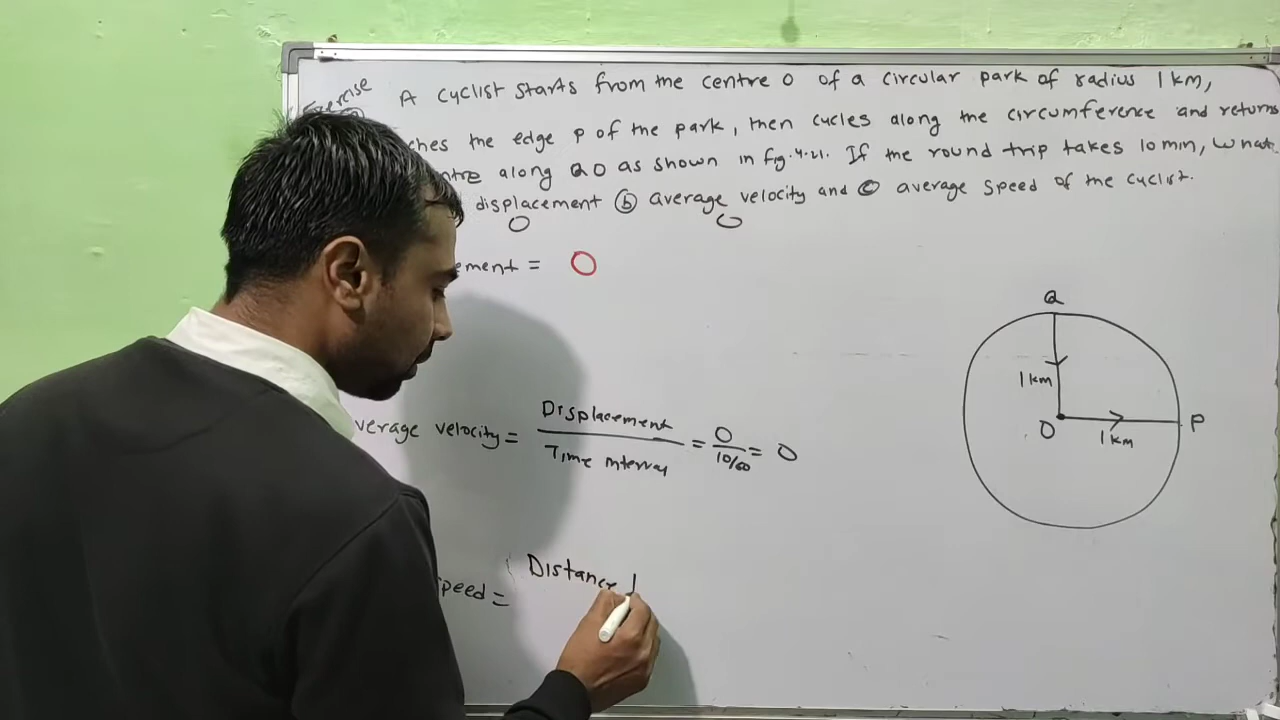 Exercise A cyclist starts from the centre O of a circular park of radius 1 km,
ches the edge P of the park, then cycles along the circumference and returns
ntre along QO as shown in fig. 4.21. If the round trip takes 10 min, what
displacement (b) average velocity and (c) average speed of the cyclist.
O O
ement = O
verage velocity = Displacement / Time interval = 0 / 10/60 = 0
peed = Distance
Q
1 km
O
1 km
P